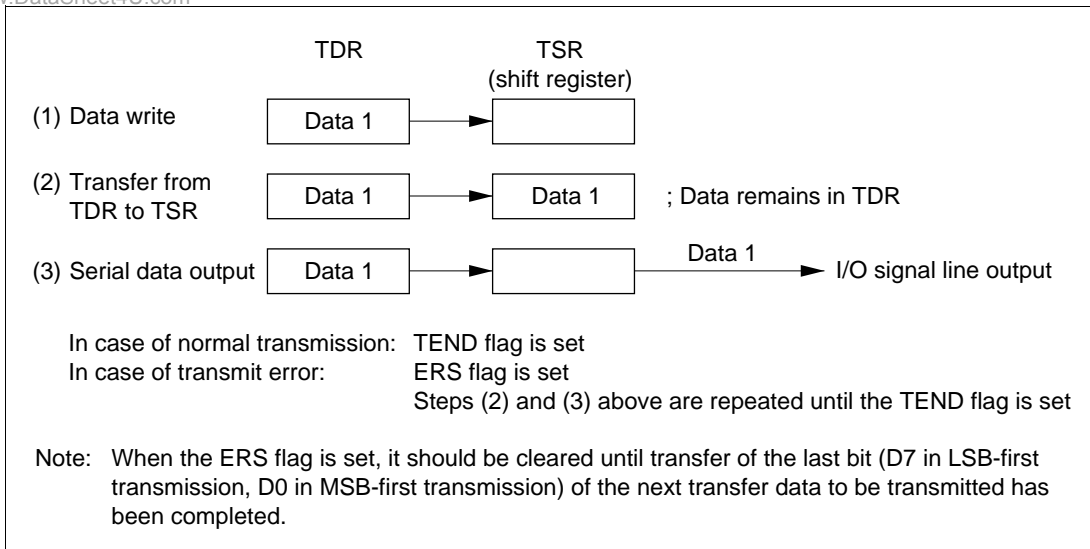 w.DataSheet4U.com
TDR TSR
(shift register)
(1) Data write Data 1
(2) Transfer from
TDR to TSR Data 1 Data 1 ; Data remains in TDR
(3) Serial data output Data 1 Data 1 I/O signal line output
In case of normal transmission: TEND flag is set
In case of transmit error: ERS flag is set
Steps (2) and (3) above are repeated until the TEND flag is set
Note: When the ERS flag is set, it should be cleared until transfer of the last bit (D7 in LSB-first
transmission, D0 in MSB-first transmission) of the next transfer data to be transmitted has
been completed.